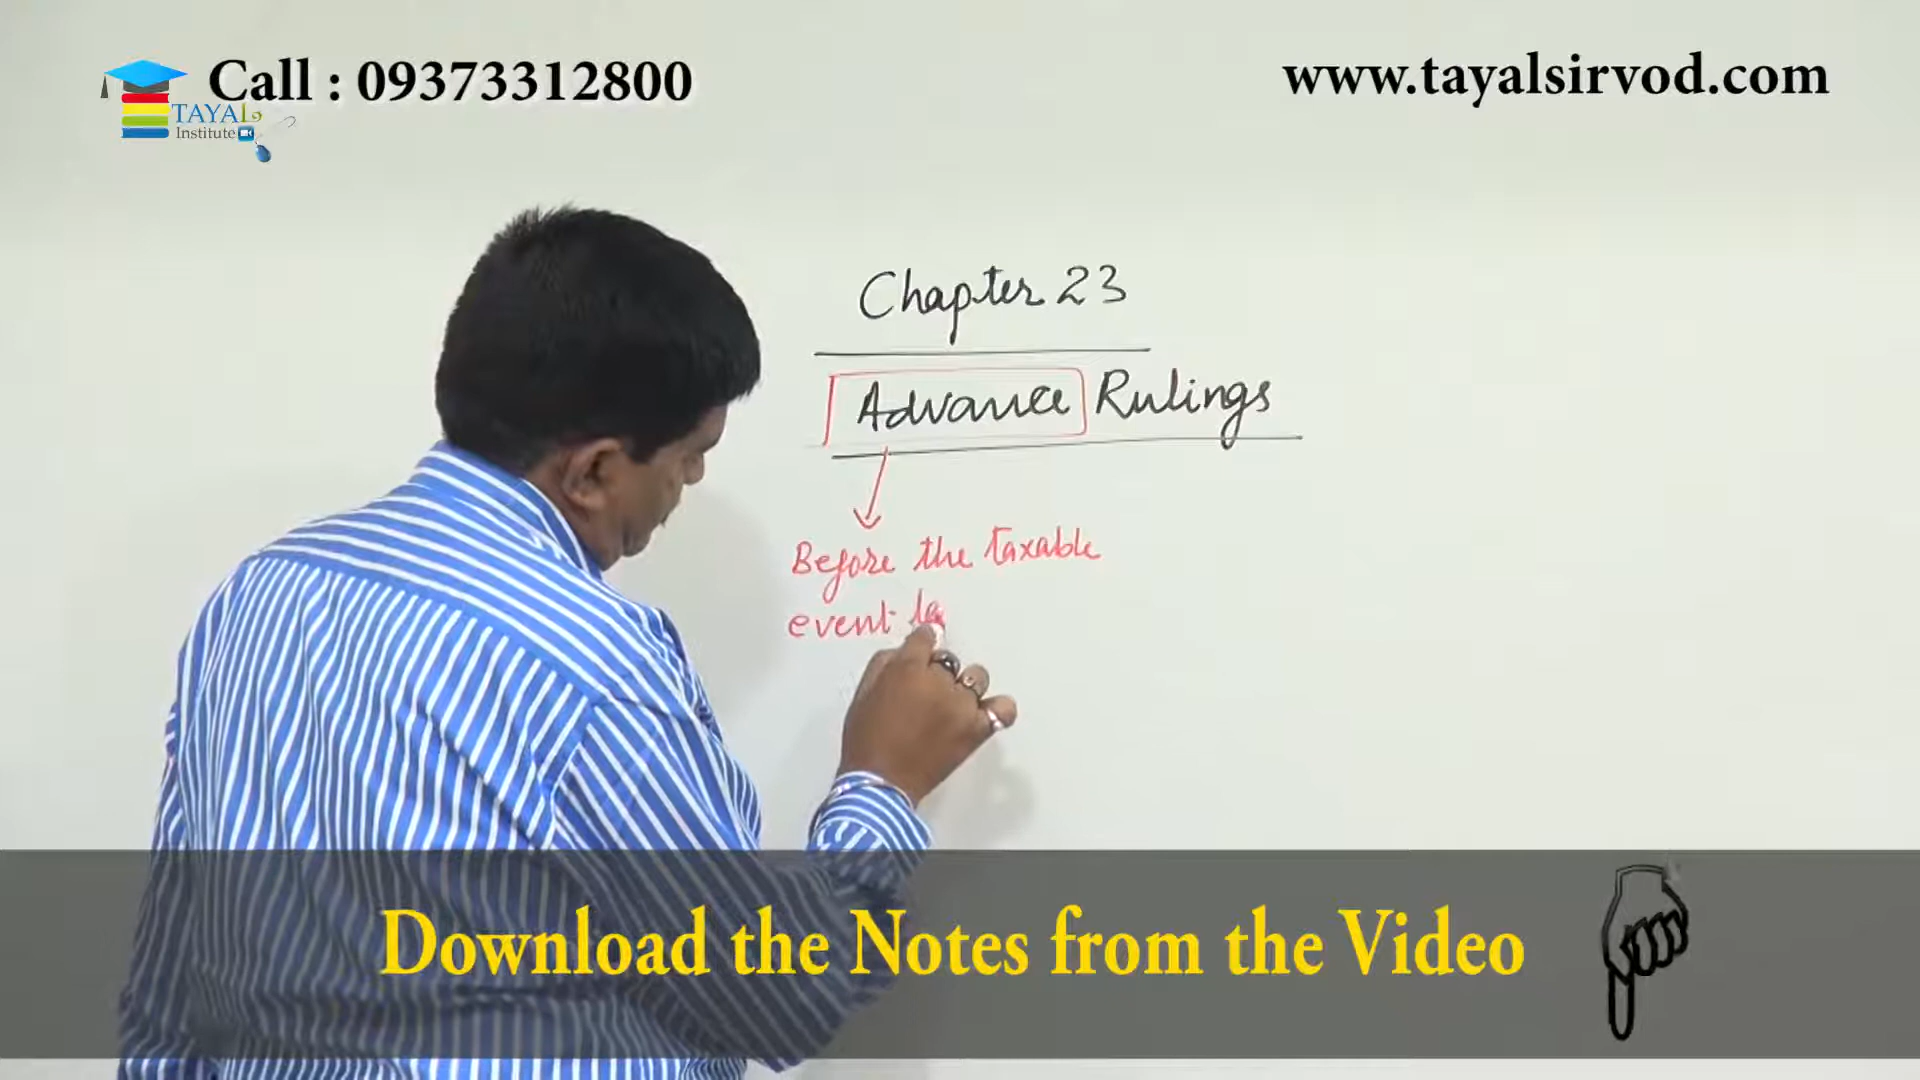 Call : 09373312800
www.tayalsirvod.com
TAYAL
Institute
Chapter 23
Advance Rulings
Before the taxable
event
Download the Notes from the Video